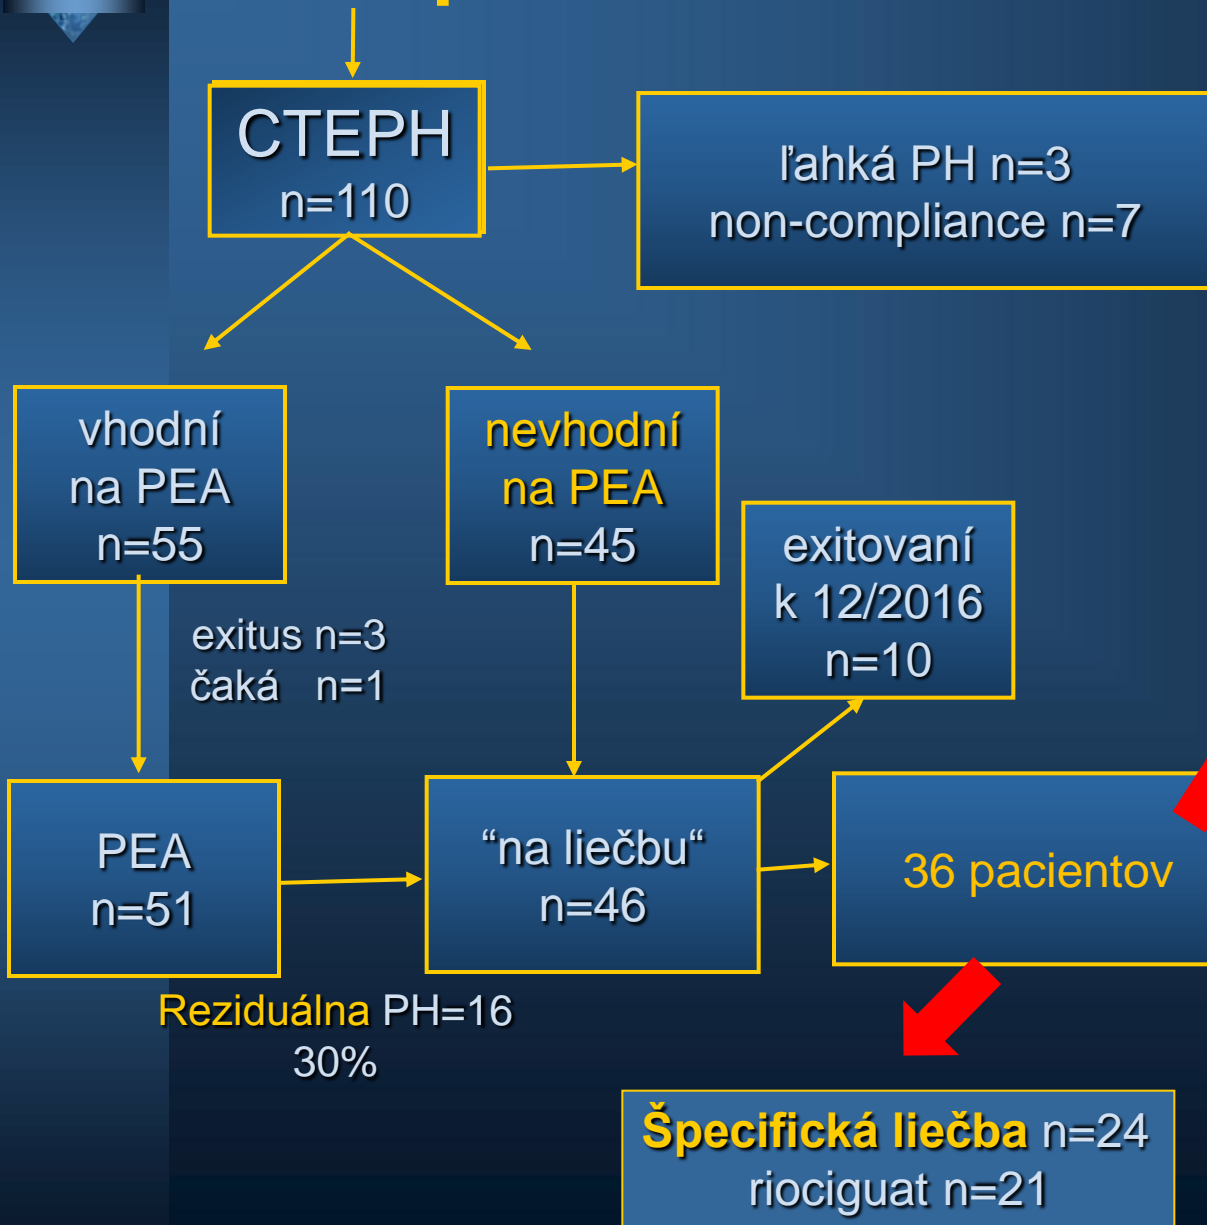 CTEPH
n=110
ľahká PH n=3
non-compliance n=7
vhodní
na PEA
n=55
nevhodní
na PEA
n=45
exitovaní
k 12/2016
n=10
exitus n=3
čaká n=1
PEA
n=51
“na liečbu“
n=46
36 pacientov
Reziduálna PH=16
30%
Špecifická liečba n=24
riociguat n=21